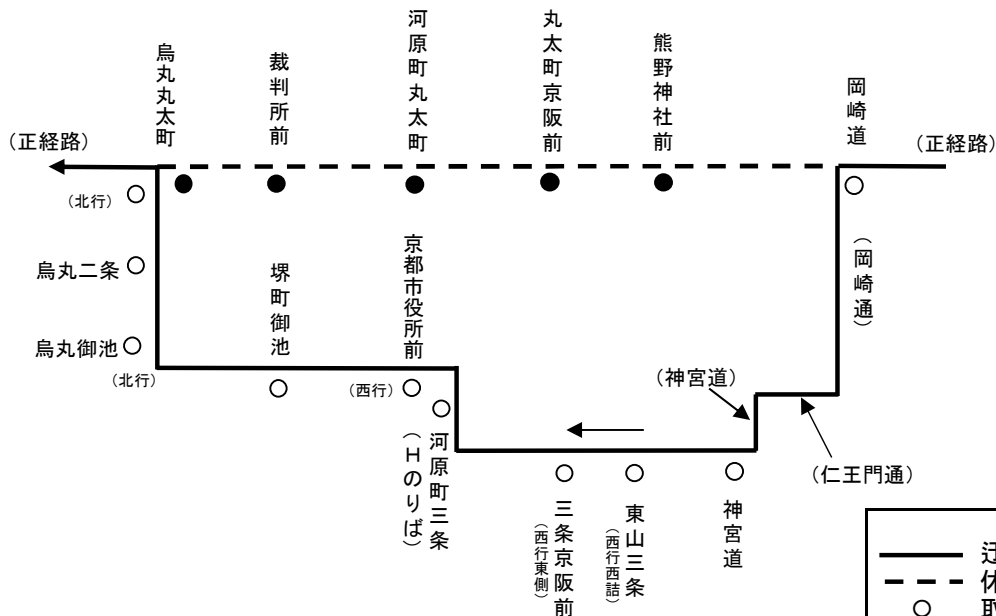 烏丸丸太町
裁判所前
河原町丸太町
丸太町京阪前
熊野神社前
岡崎道
(正経路)
(正経路)
(北行)
烏丸二条
烏丸御池
(北行)
堺町御池
京都市役所前
(西行)
河原町三条
(Hのりば)
三条京阪前
(西行東側)
東山三条
(西行西詰)
神宮道
(神宮道)
(仁王門通)
(岡崎通)
迂
休
取